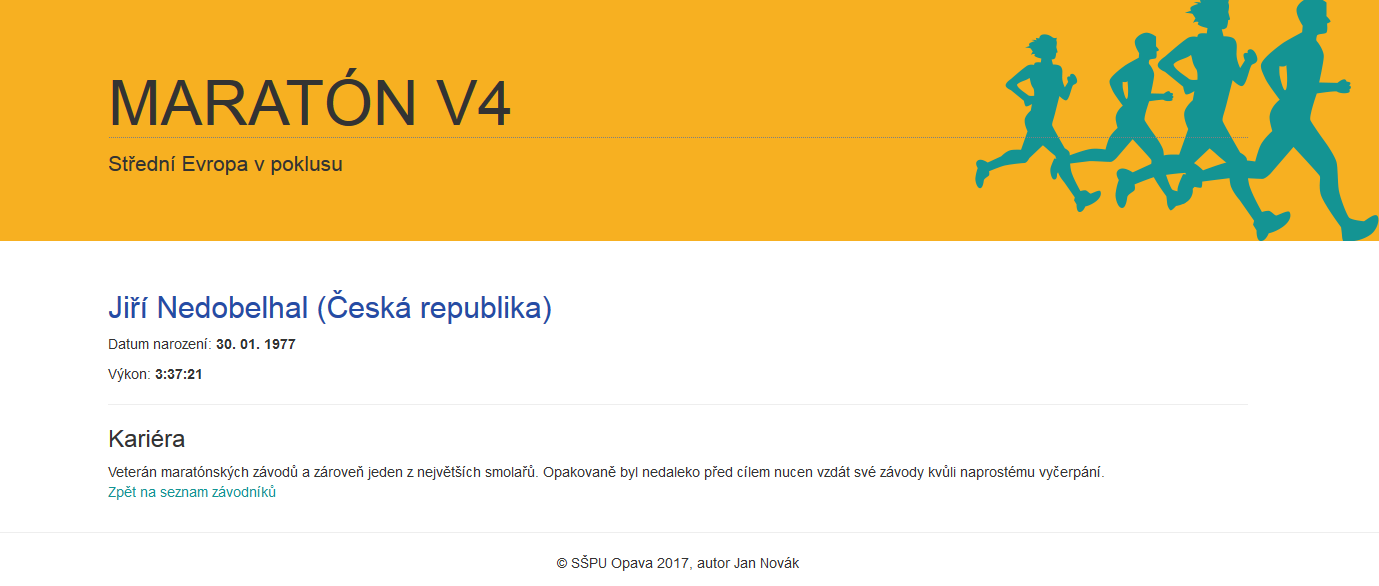 MARATÓN V4
Střední Evropa v poklusu
Jiří Nedobelhal (Česká republika)
Datum narození: 30. 01. 1977
Výkon: 3:37:21
Kariéra
Veterán maratónských závodů a zároveň jeden z největších smolařů. Opakovaně byl nedaleko před cílem nucen vzdát své závody kvůli naprostému vyčerpání.
Zpět na seznam závodníků
© SŠPU Opava 2017, autor Jan Novák